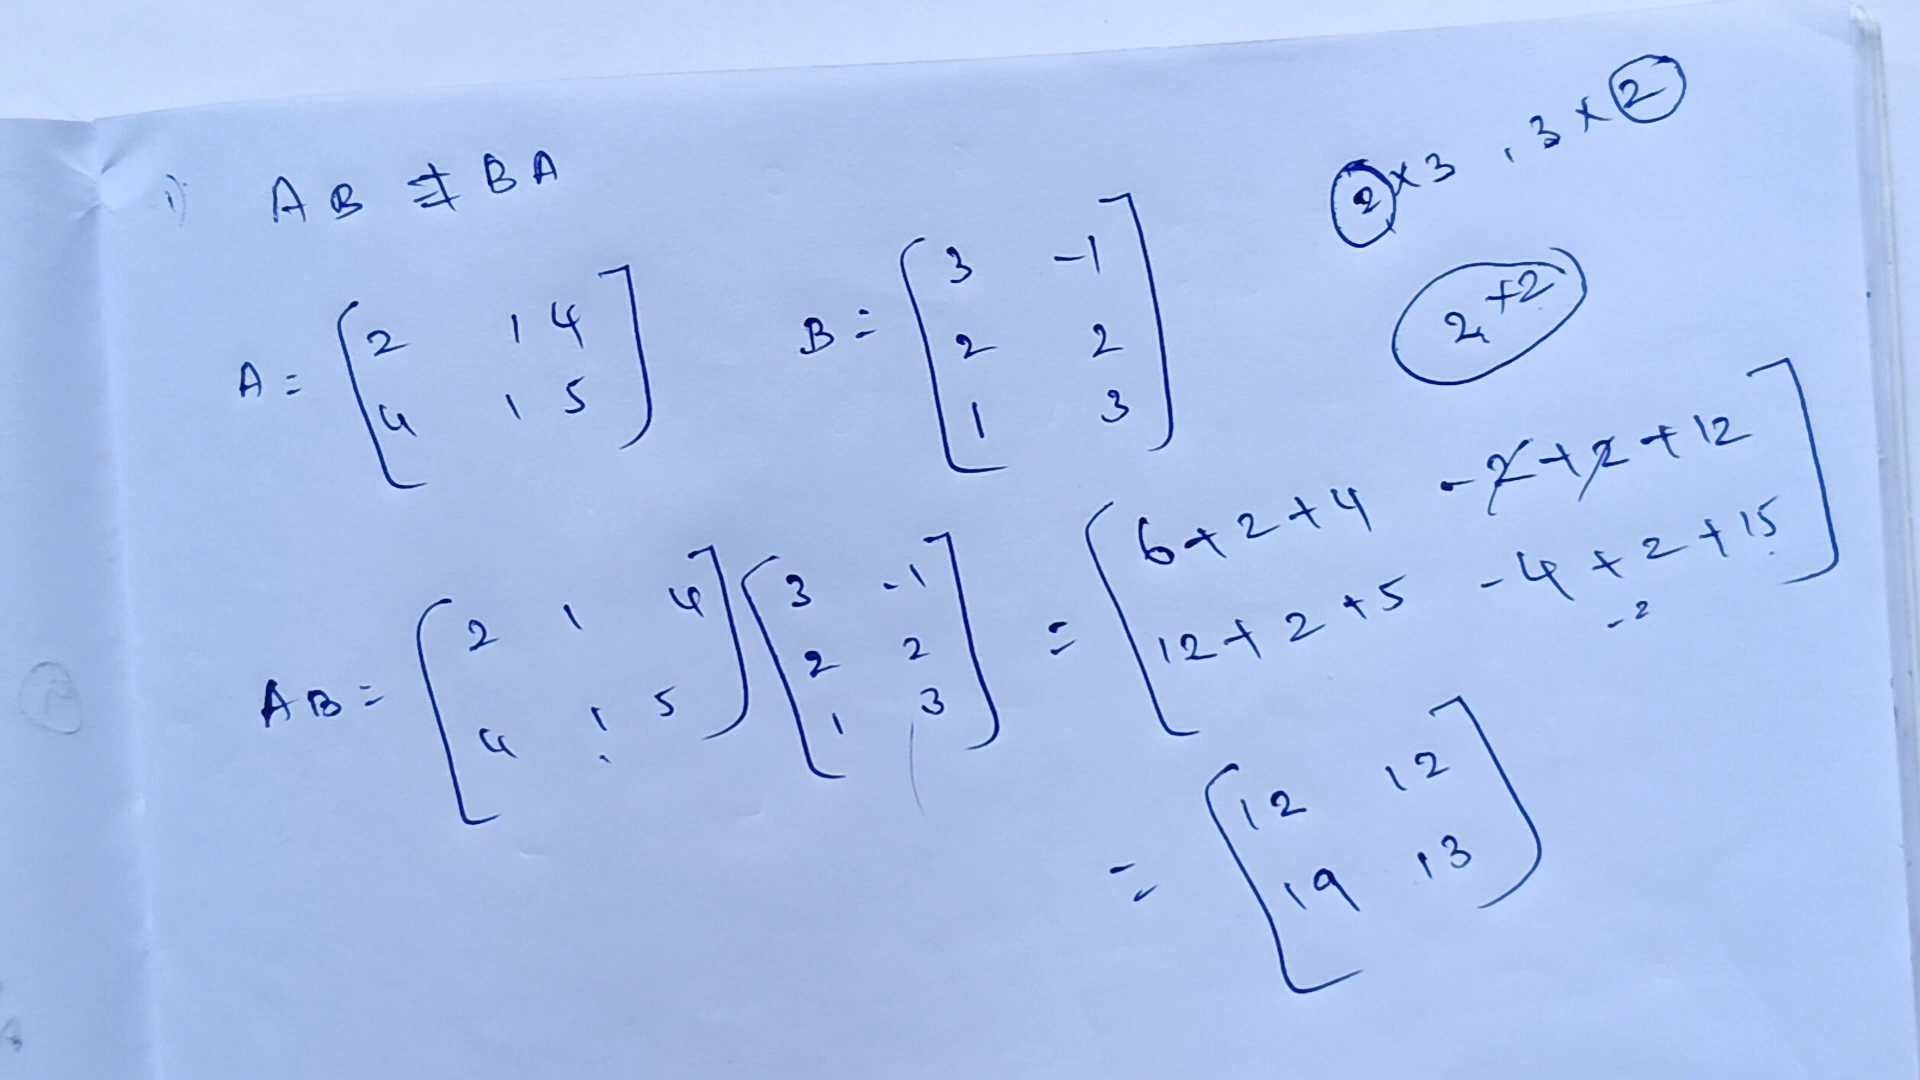 1) AB ≠ BA
2×3 , 3×2
2×2
A = [2 1 4
4 1 5]
B = [3 -1
2 2
1 3]
AB = [2 1 4
4 1 5] [3 -1
2 2
1 3] = [6+2+4 -2+2+12
12+2+5 -4+2+15]
-2
= [12 12
19 13]